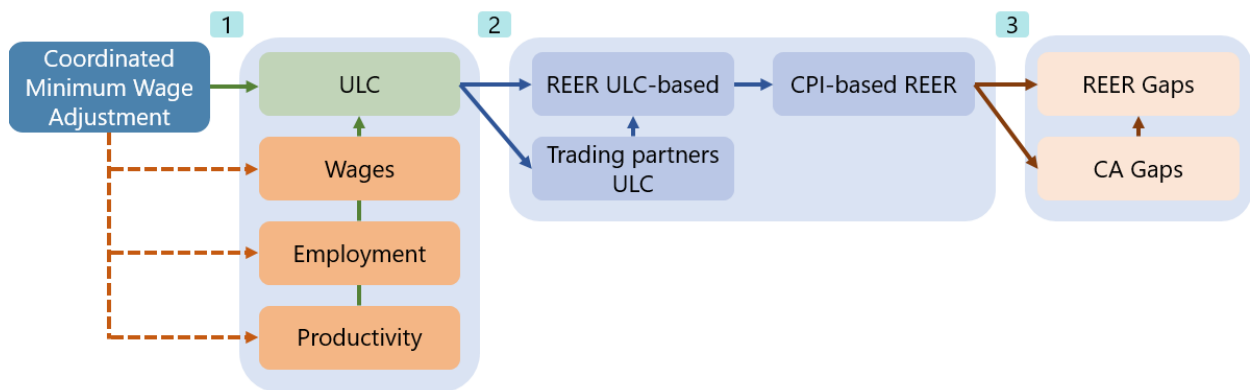 1
2
3
Coordinated
Minimum Wage
Adjustment
ULC
REER ULC-based
CPI-based REER
REER Gaps
Wages
Trading partners
ULC
CA Gaps
Employment
Productivity